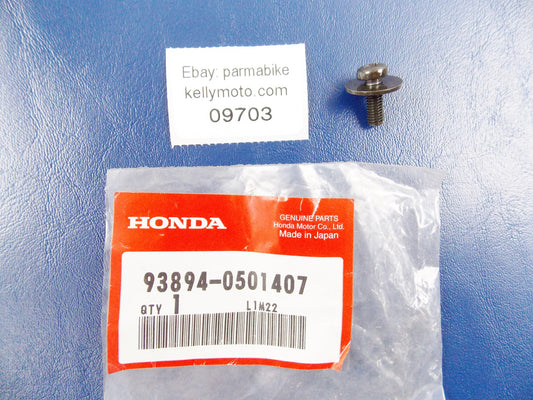 Ebay: parmabike
kellymoto.com
09703
HONDA
GENUINE PARTS
Honda Motor Co., Ltd.
Made in Japan
93894-0501407
QTY 1 L1M22